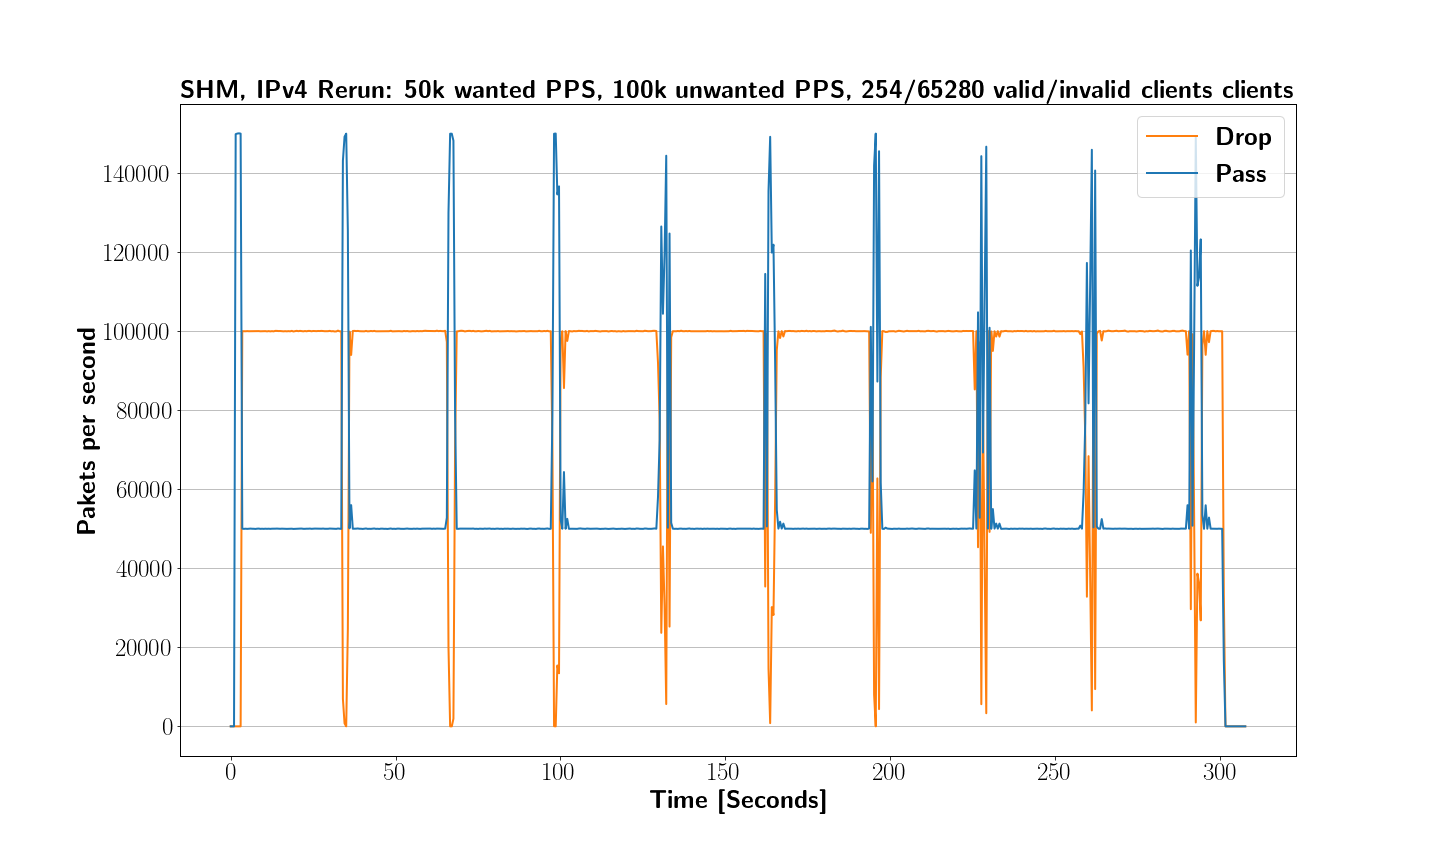 SHM, IPv4 Rerun: 50k wanted PPS, 100k unwanted PPS, 254/65280 valid/invalid clients clients
Drop
Pass
140000
120000
100000
80000
60000
40000
20000
0
Pakets per second
0 50 100 150 200 250 300
Time [Seconds]